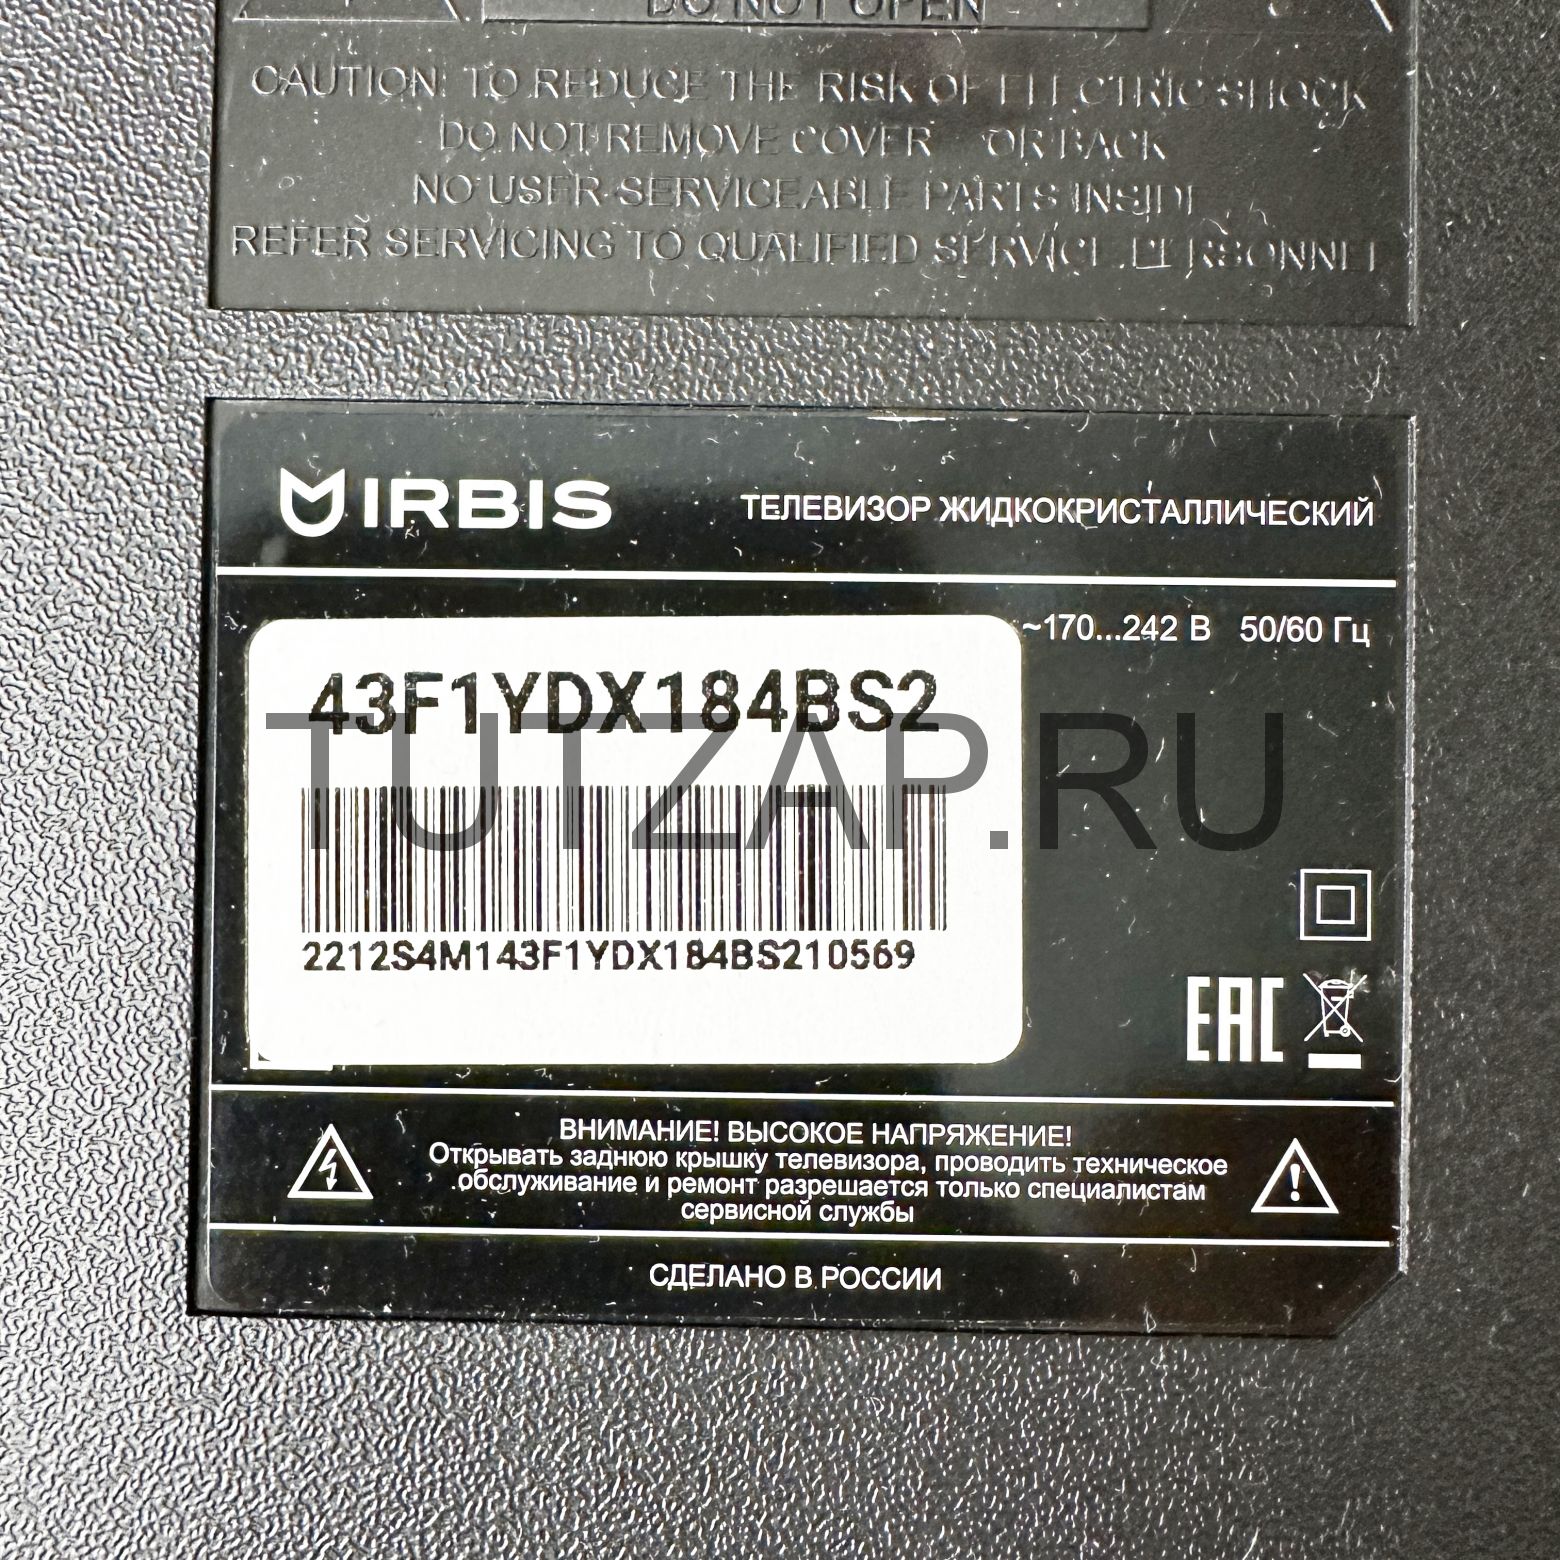 DO NOT OPEN
CAUTION: TO REDUCE THE RISK OF ELECTRIC SHOCK
DO NOT REMOVE COVER OR BACK
NO USER-SERVICEABLE PARTS INSIDE
REFER SERVICING TO QUALIFIED SERVICE PERSONNEL
IRBIS
ТЕЛЕВИЗОР ЖИДКОКРИСТАЛЛИЧЕСКИЙ
~170...242 В 50/60 Гц
43F1YDX184BS2
TUTZAP.RU
2212S4M143F1YDX184BS210569
EAC
ВНИМАНИЕ! ВЫСОКОЕ НАПРЯЖЕНИЕ!
Открывать заднюю крышку телевизора, проводить техническое
обслуживание и ремонт разрешается только специалистам
сервисной службы
СДЕЛАНО В РОССИИ